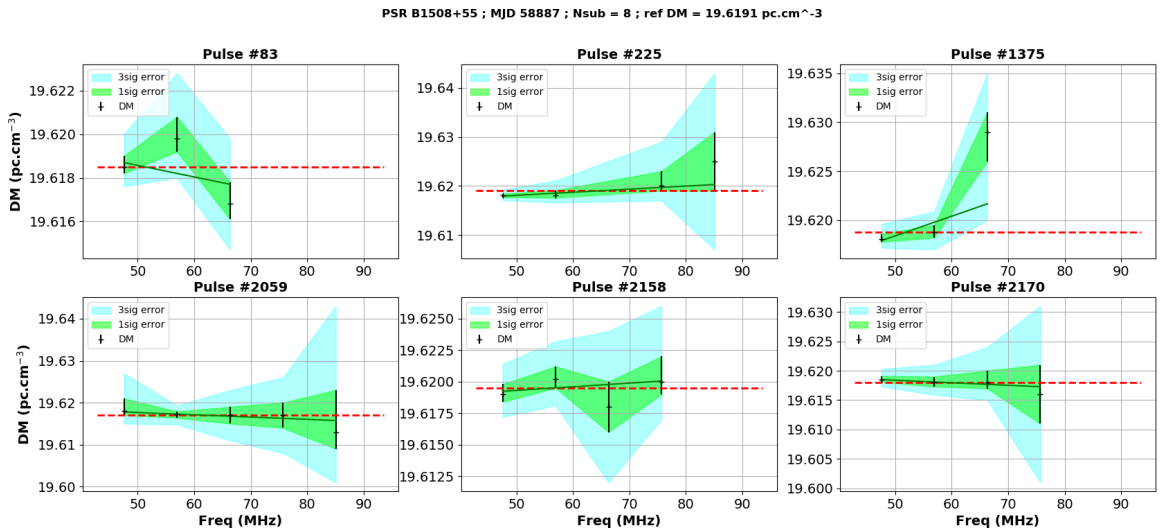 PSR B1508+55 ; MJD 58887 ; Nsub = 8 ; ref DM = 19.6191 pc.cm^-3
Pulse #83
3sig error
1sig error
DM
19.622
19.620
19.618
19.616
DM (pc.cm⁻³)
50 60 70 80 90
Pulse #225
3sig error
1sig error
DM
19.64
19.63
19.62
19.61
50 60 70 80 90
Pulse #1375
3sig error
1sig error
DM
19.635
19.630
19.625
19.620
50 60 70 80 90
Pulse #2059
3sig error
1sig error
DM
19.64
19.63
19.62
19.61
19.60
DM (pc.cm⁻³)
50 60 70 80 90
Freq (MHz)
Pulse #2158
3sig error
1sig error
DM
19.6250
19.6225
19.6200
19.6175
19.6150
19.6125
50 60 70 80 90
Freq (MHz)
Pulse #2170
3sig error
1sig error
DM
19.630
19.625
19.620
19.615
19.610
19.605
19.600
50 60 70 80 90
Freq (MHz)